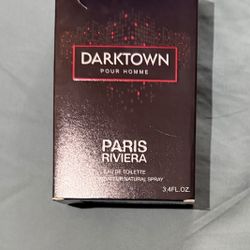 DARKTOWN
POUR HOMME
PARIS
RIVIERA
EAU DE TOILETTE
NATURAL SPRAY
3.4FL.OZ.